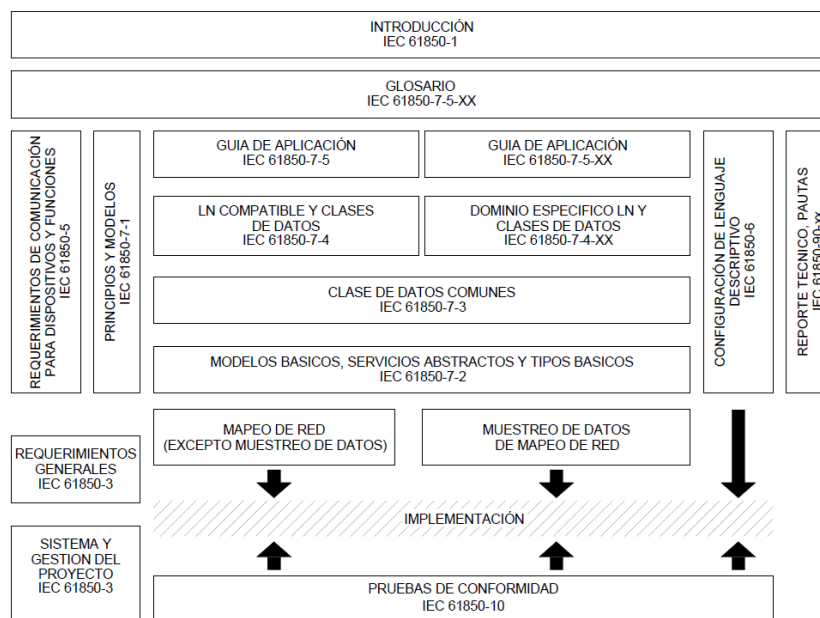 INTRODUCCIÓN
IEC 61850-1
GLOSARIO
IEC 61850-7-5-XX
REQUERIMIENTOS DE COMUNICACIÓN
PARA DISPOSITIVOS Y FUNCIONES
IEC 61850-5
PRINCIPIOS Y MODELOS
IEC 61850-7-1
GUIA DE APLICACIÓN
IEC 61850-7-5
GUIA DE APLICACIÓN
IEC 61850-7-5-XX
LN COMPATIBLE Y CLASES
DE DATOS
IEC 61850-7-4
DOMINIO ESPECIFICO LN Y
CLASES DE DATOS
IEC 61850-7-4-XX
CLASE DE DATOS COMUNES
IEC 61850-7-3
MODELOS BASICOS, SERVICIOS ABSTRACTOS Y TIPOS BASICOS
IEC 61850-7-2
CONFIGURACIÓN DE LENGUAJE
DESCRIPTIVO
IEC 61850-6
REPORTE TECNICO, PAUTAS
IEC 61850-90-xx
MAPEO DE RED
(EXCEPTO MUESTREO DE DATOS)
MUESTREO DE DATOS
DE MAPEO DE RED
REQUERIMIENTOS
GENERALES
IEC 61850-3
IMPLEMENTACIÓN
SISTEMA Y
GESTION DEL
PROYECTO
IEC 61850-3
PRUEBAS DE CONFORMIDAD
IEC 61850-10